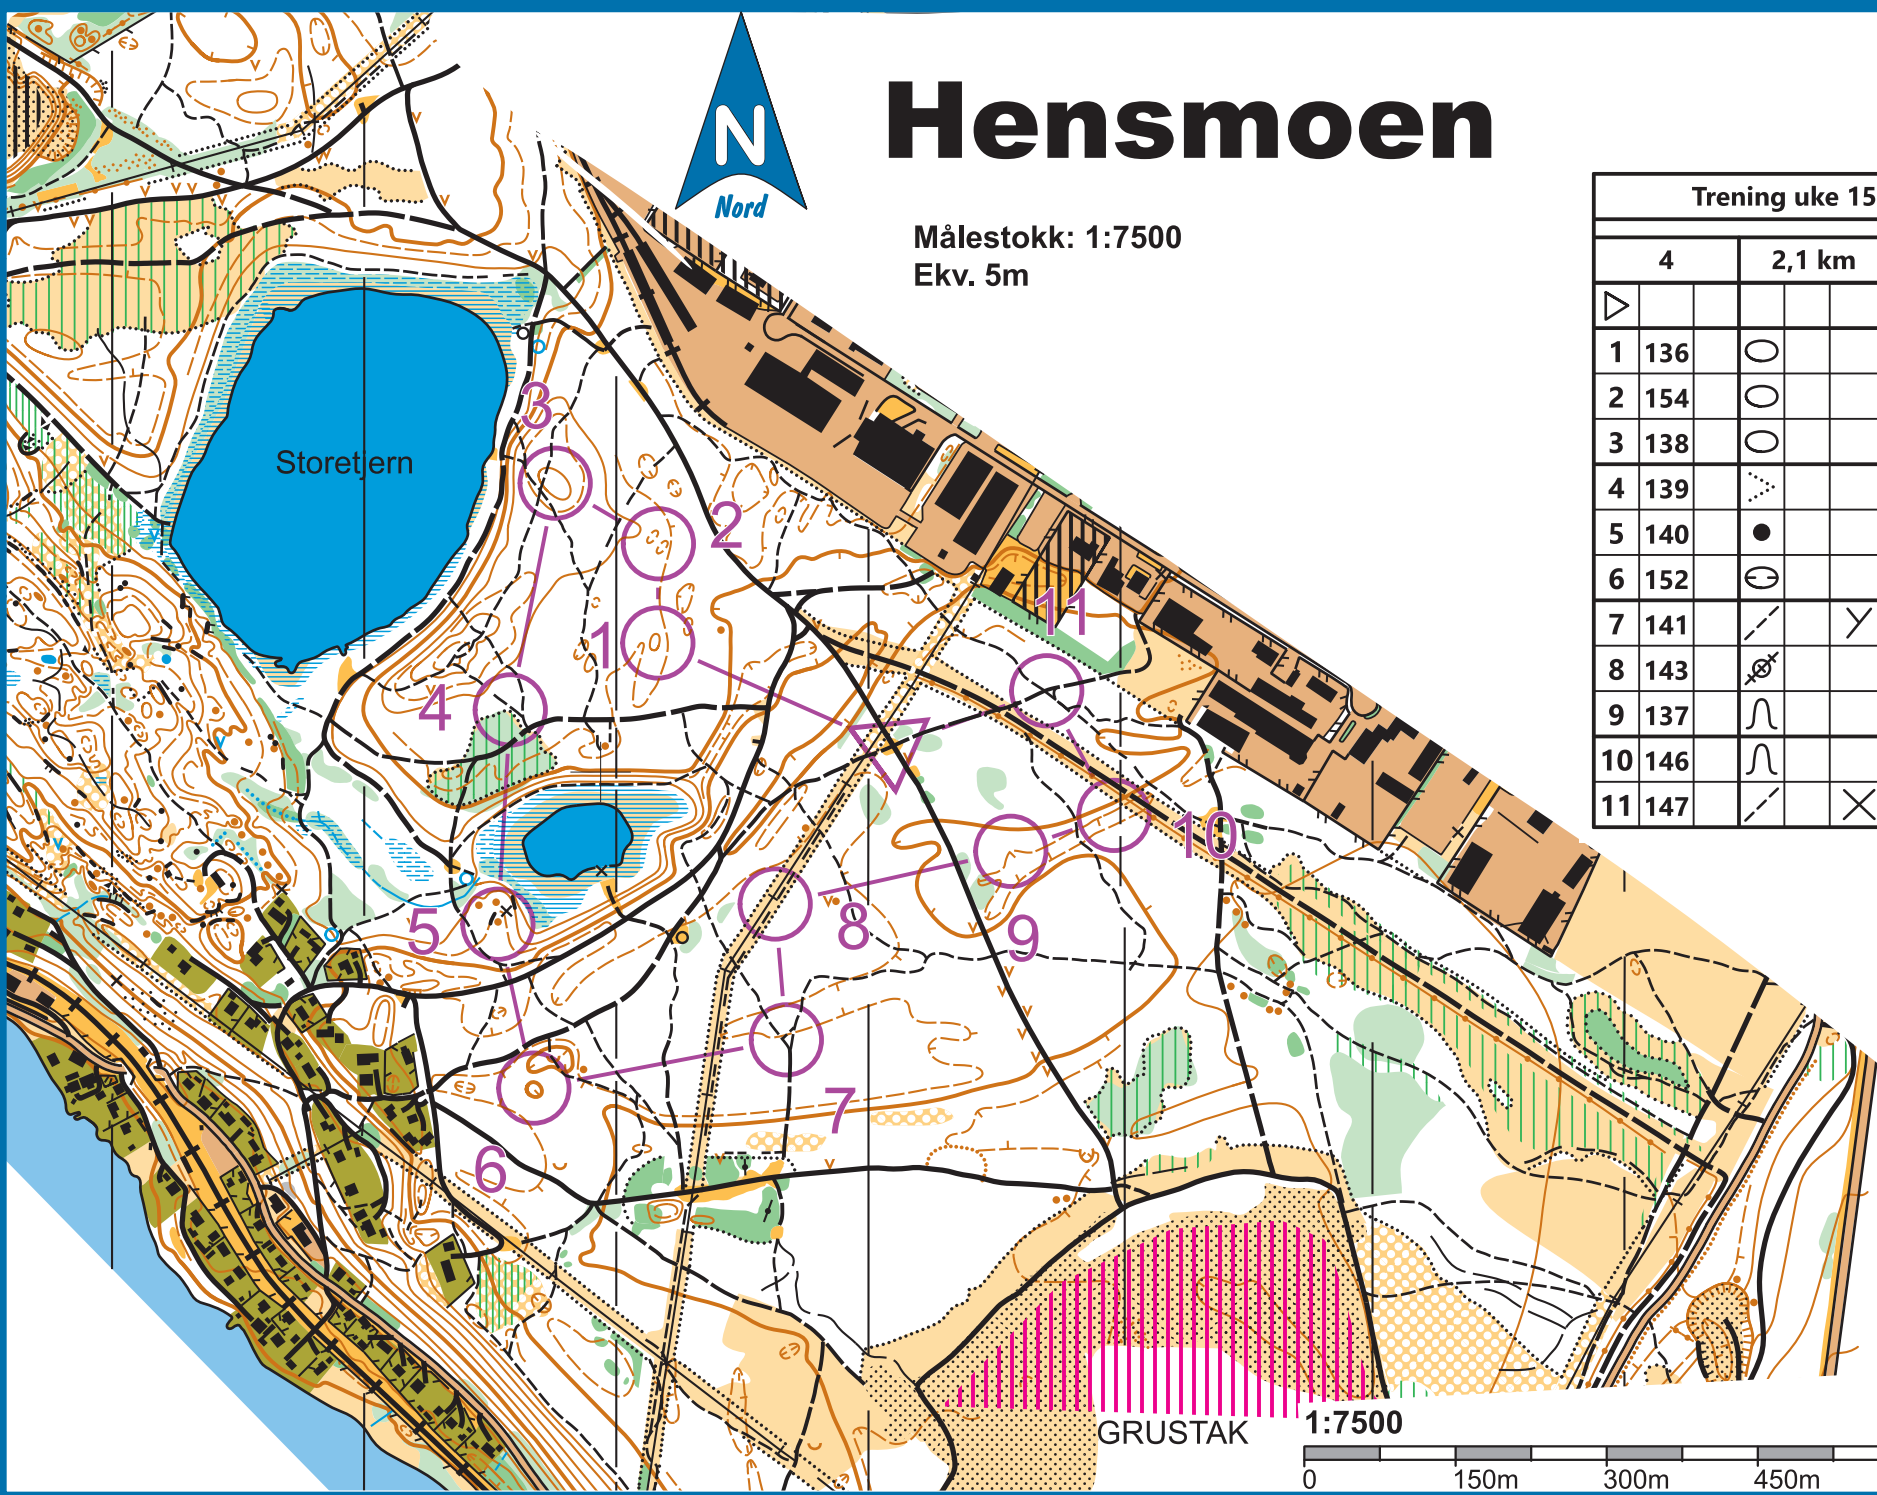 N
Nord
Hensmoen
Målestokk: 1:7500
Ekv. 5m
Trening uke 15
4 2,1 km
1 136
2 154
3 138
4 139
5 140
6 152
7 141
8 143
9 137
10 146
11 147
Storetjern
3
2
1
11
4
10
5
8
9
7
6
GRUSTAK
1:7500
0 150m 300m 450m